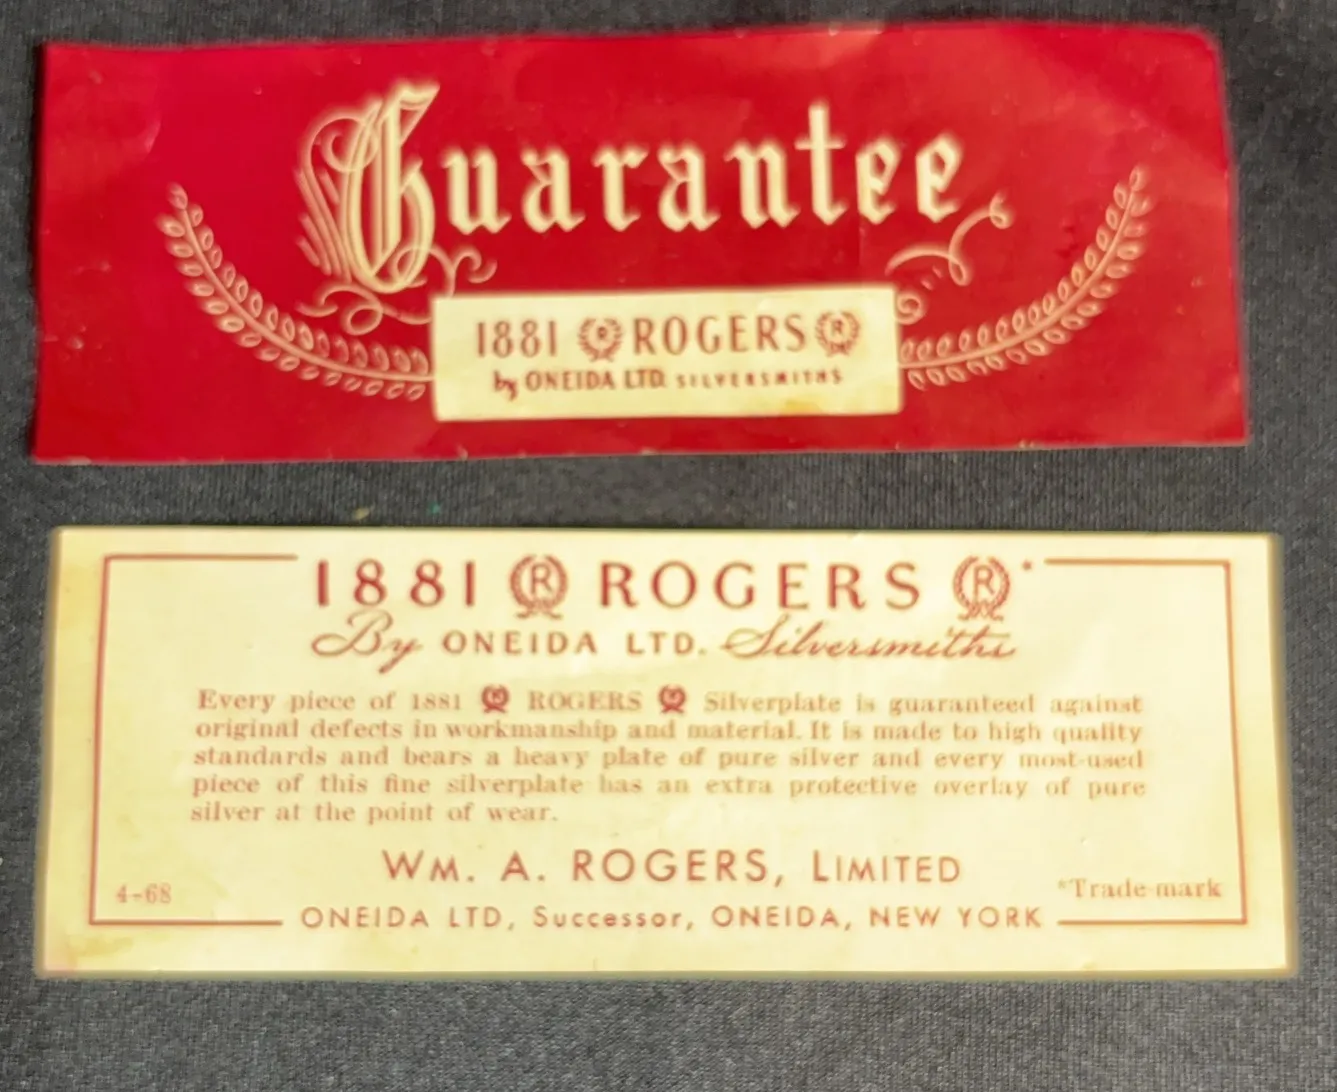 Guarantee
1881 R ROGERS R
by ONEIDA LTD. SILVERSMITHS
1881 R ROGERS R *
By ONEIDA LTD. Silversmiths
Every piece of 1881 R ROGERS R Silverplate is guaranteed against
original defects in workmanship and material. It is made to high quality
standards and bears a heavy plate of pure silver and every most-used
piece of this fine silverplate has an extra protective overlay of pure
silver at the point of wear.
WM. A. ROGERS, LIMITED
4-68
*Trade-mark
ONEIDA LTD, Successor, ONEIDA, NEW YORK